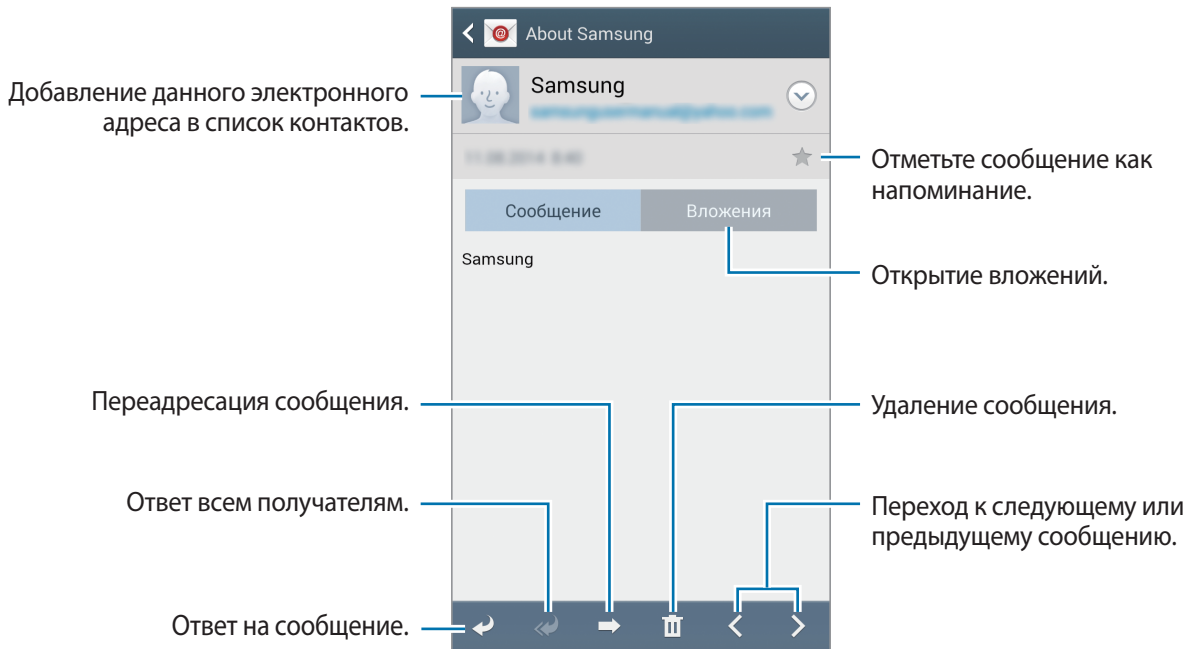 About Samsung
Samsung
Добавление данного электронного
адреса в список контактов.
Отметьте сообщение как
напоминание.
Сообщение
Вложения
Samsung
Открытие вложений.
Переадресация сообщения.
Удаление сообщения.
Ответ всем получателям.
Переход к следующему или
предыдущему сообщению.
Ответ на сообщение.